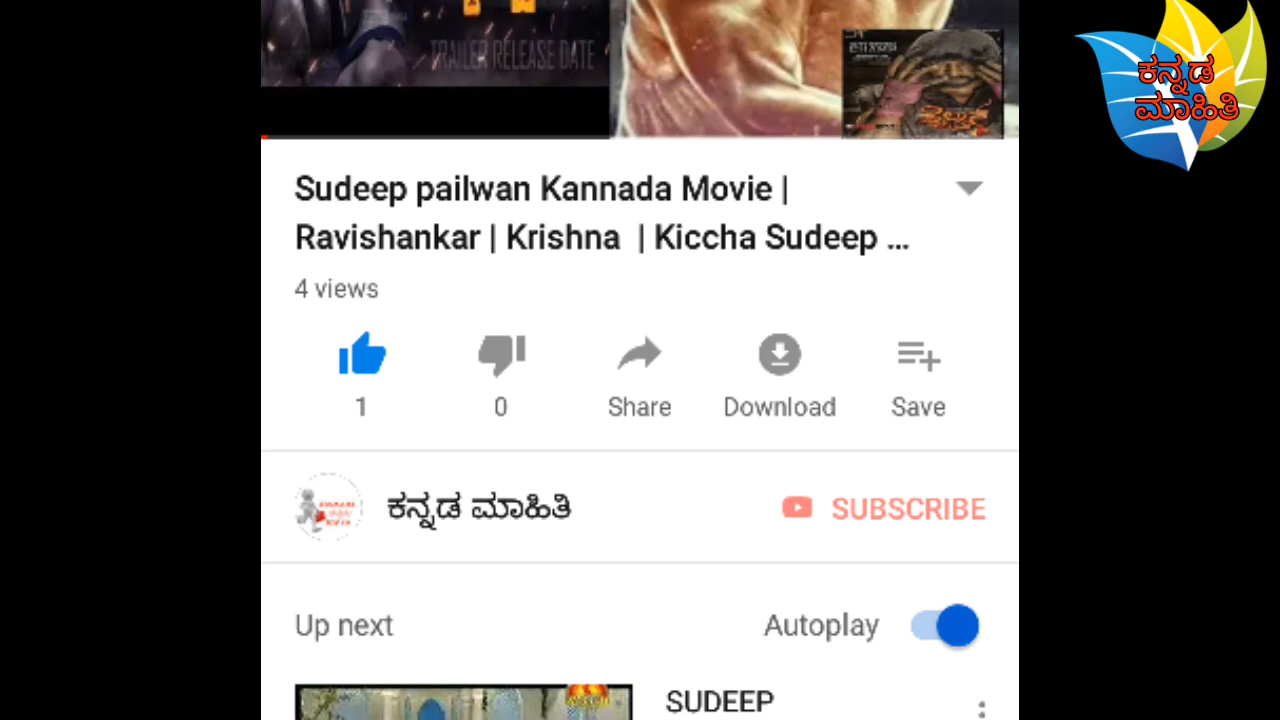 TRAILER RELEASE DATE
ಕನ್ನಡ
ಮಾಹಿತಿ
Sudeep pailwan Kannada Movie |
Ravishankar | Krishna | Kiccha Sudeep ...
4 views
1
0
Share
Download
Save
ಕನ್ನಡ ಮಾಹಿತಿ
SUBSCRIBE
Up next
Autoplay
SUDEEP